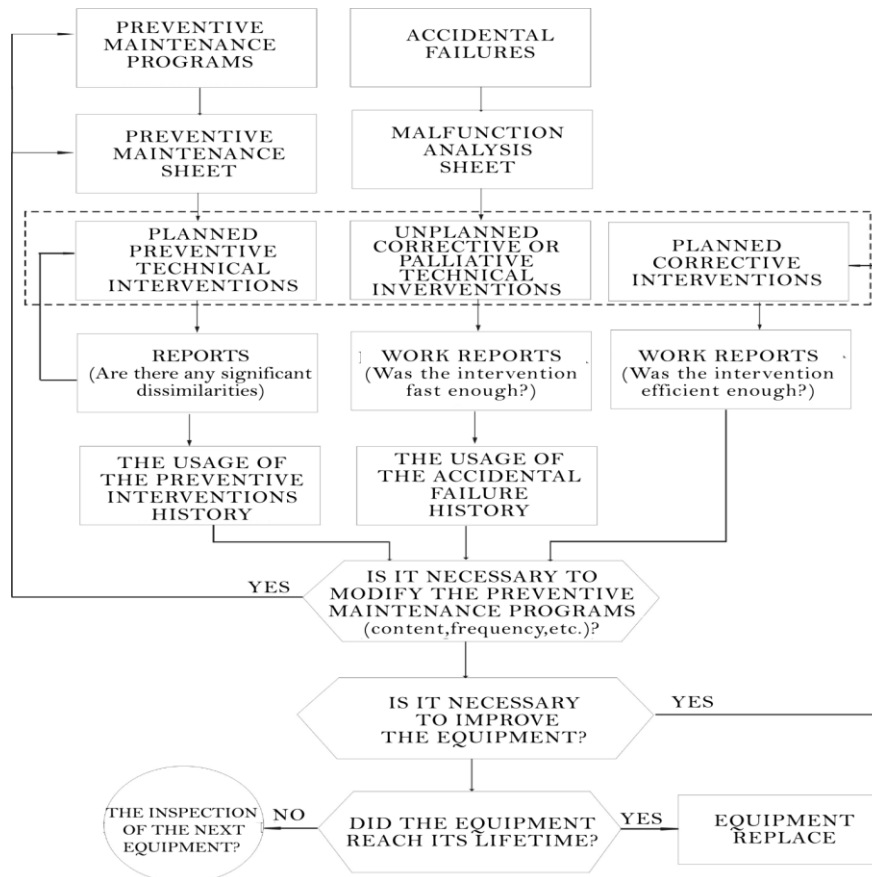 PREVENTIVE
MAINTENANCE
PROGRAMS
ACCIDENTAL
FAILURES
PREVENTIVE
MAINTENANCE
SHEET
MALFUNCTION
ANALYSIS
SHEET
PLANNED
PREVENTIVE
TECHNICAL
INTERVENTIONS
UNPLANNED
CORRECTIVE OR
PALLIATIVE
TECHNICAL
INVERVENTIONS
PLANNED
CORRECTIVE
INTERVENTIONS
REPORTS
(Are there any significant
dissimilarities)
WORK REPORTS
(Was the intervention
fast enough?)
WORK REPORTS
(Was the intervention
efficient enough?)
THE USAGE OF
THE PREVENTIVE
INTERVENTIONS
HISTORY
THE USAGE OF
THE ACCIDENTAL
FAILURE
HISTORY
YES
IS IT NECESSARY TO
MODIFY THE PREVENTIVE
MAINTENANCE PROGRAMS
(content,frequency,etc.)?
IS IT NECESSARY
TO IMPROVE
THE EQUIPMENT?
YES
THE INSPECTION
OF THE NEXT
EQUIPMENT?
NO
DID THE EQUIPMENT
REACH ITS LIFETIME?
YES
EQUIPMENT
REPLACE